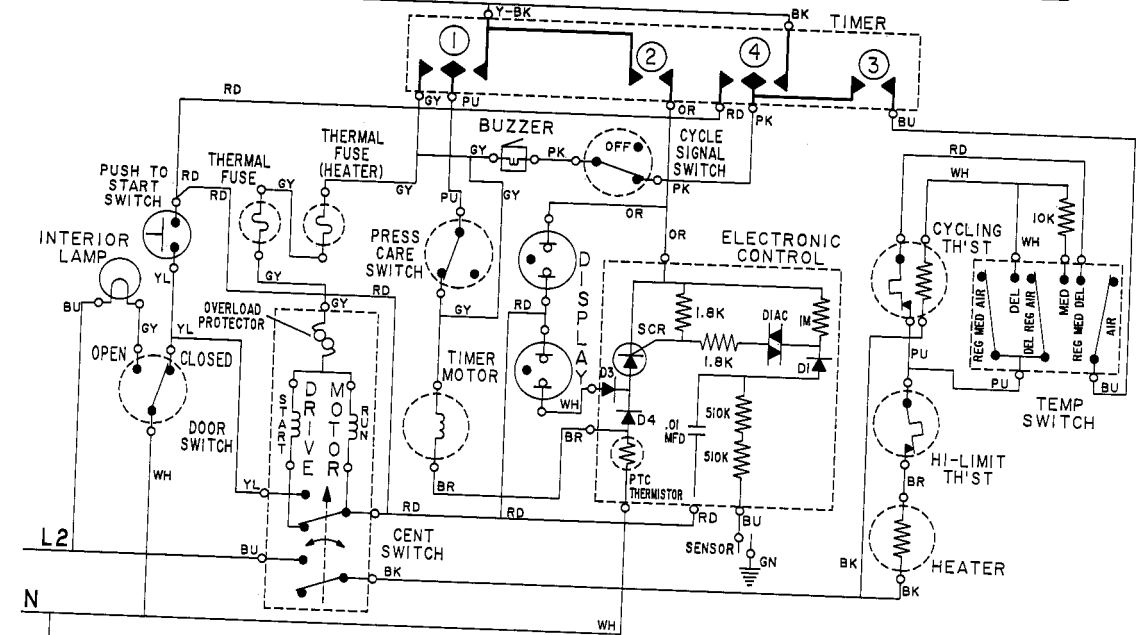 Y-BK
BK
TIMER
1
2
4
3
RD
GY
PU
OR
RD
PK
BU
BUZZER
GY
PK
OFF
CYCLE
SIGNAL
SWITCH
PK
THERMAL
FUSE
(HEATER)
THERMAL
FUSE
PUSH TO
START
SWITCH
RD
RD
GY
GY
GY
PU
OR
RD
WH
10K
WH
INTERIOR
LAMP
PRESS
CARE
SWITCH
OR
ELECTRONIC
CONTROL
CYCLING
TH'ST
YL
GY
RD
BU
GY
OVERLOAD
PROTECTOR
GY
YL
GY
RD
DISPLAY
SCR
1.8K
1.8K
DIAC
1M
D1
REG MED AIR
DEL
DEL REG AIR
MED
REG MED DEL
AIR
OPEN
CLOSED
TIMER
MOTOR
PU
PU
BU
TEMP
SWITCH
DRIVE
MOTOR
START
RUN
DOOR
SWITCH
WH
D3
D4
BR
.01
MFD
510K
510K
HI-LIMIT
TH'ST
WH
YL
BR
PTC
THERMISTOR
BR
RD
RD
RD
BU
CENT
SWITCH
SENSOR
GN
L2
BU
BK
BK
HEATER
BK
N
WH